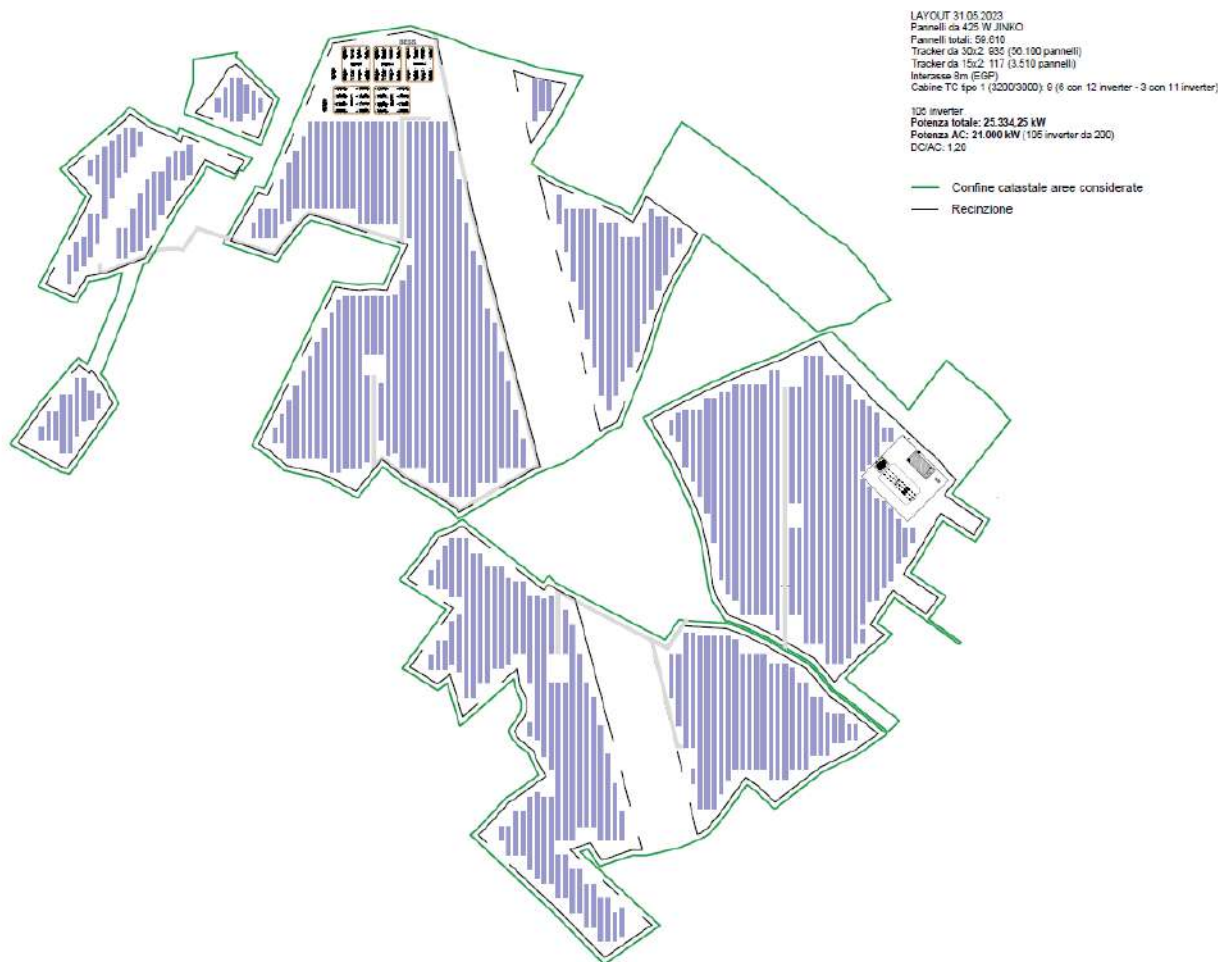 LAYOUT 31.05.2023
Pannelli da 425 W JINKO
Pannelli totali: 59.610
Tracker da 30x2: 935 (56.100 pannelli)
Tracker da 15x2: 117 (3.510 pannelli)
Interasse 8m (EGP)
Cabine TC tipo 1 (3200/3000): 9 (6 con 12 inverter - 3 con 11 inverter)
105 inverter
Potenza totale: 25.334,25 kW
Potenza AC: 21.000 kW (105 inverter da 200)
DC/AC: 1,20
Confine catastale aree considerate
Recinzione
BESS